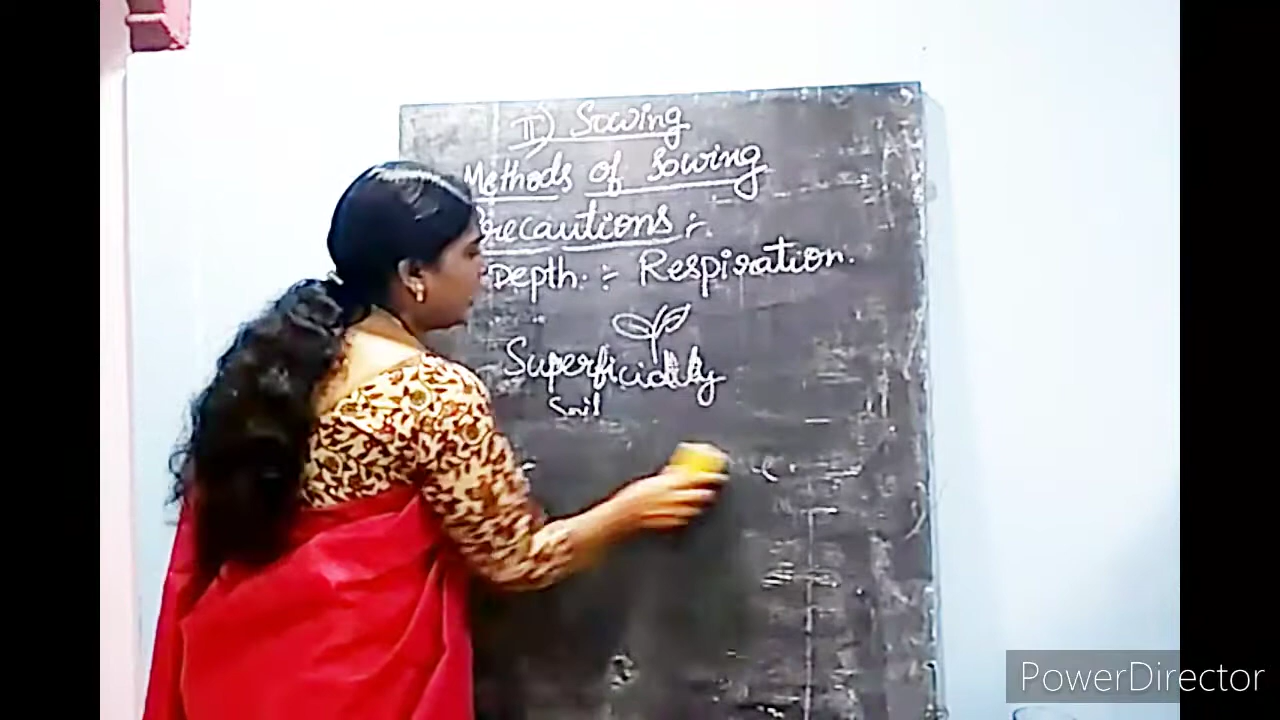 II) Sowing
Methods of sowing
Precautions :-
Depth. :- Respiration.
Superficially
Soil
PowerDirector